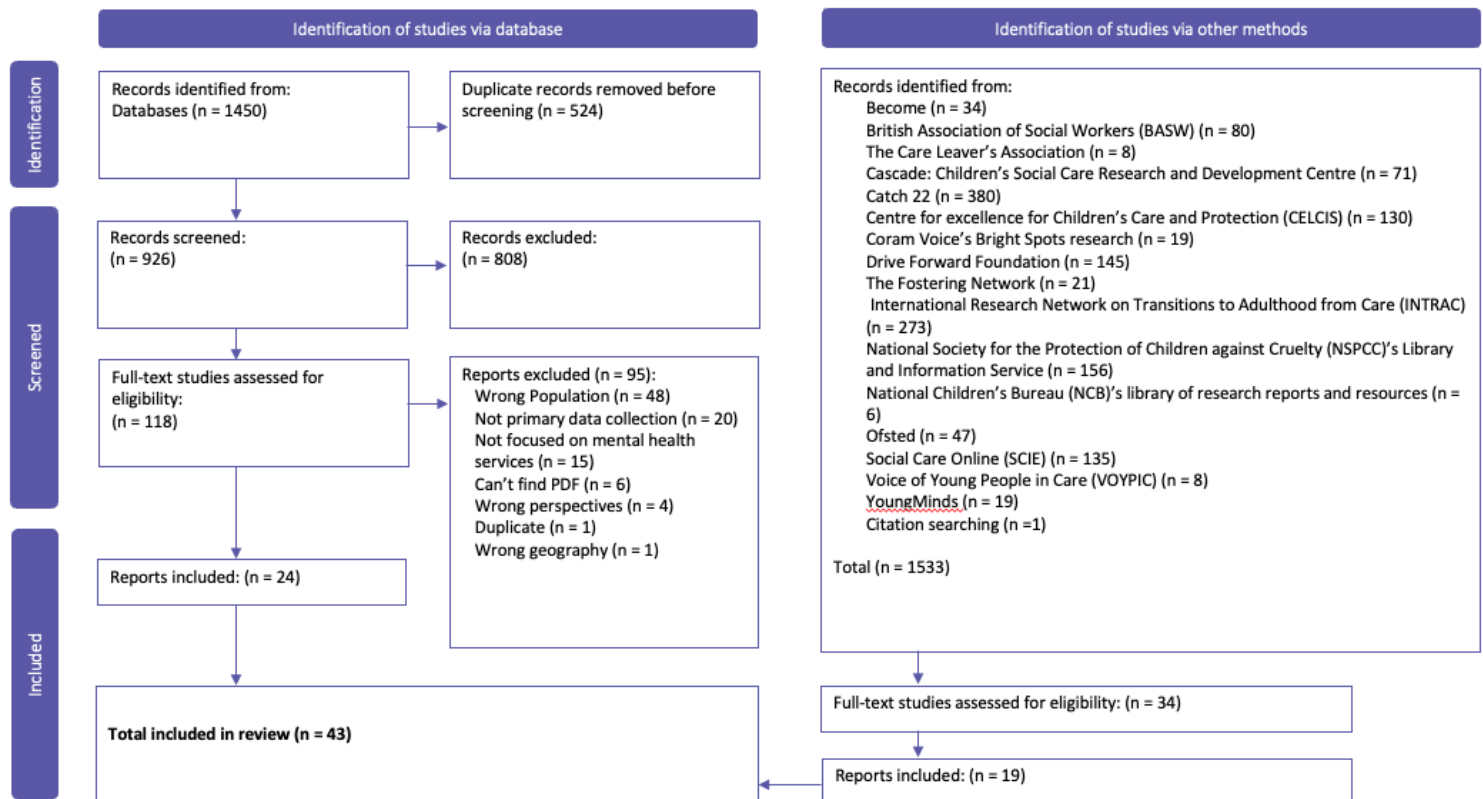 Identification of studies via database
Identification of studies via other methods
Identification
Records identified from:
Databases (n = 1450)
Duplicate records removed before
screening (n = 524)
Screened
Records screened:
(n = 926)
Records excluded:
(n = 808)
Full-text studies assessed for
eligibility:
(n = 118)
Reports excluded (n = 95):
Wrong Population (n = 48)
Not primary data collection (n = 20)
Not focused on mental health
services (n = 15)
Can't find PDF (n = 6)
Wrong perspectives (n = 4)
Duplicate (n = 1)
Wrong geography (n = 1)
Included
Reports included: (n = 24)
Total included in review (n = 43)
Records identified from:
Become (n = 34)
British Association of Social Workers (BASW) (n = 80)
The Care Leaver's Association (n = 8)
Cascade: Children's Social Care Research and Development Centre (n = 71)
Catch 22 (n = 380)
Centre for excellence for Children's Care and Protection (CELCIS) (n = 130)
Coram Voice's Bright Spots research (n = 19)
Drive Forward Foundation (n = 145)
The Fostering Network (n = 21)
International Research Network on Transitions to Adulthood from Care (INTRAC)
(n = 273)
National Society for the Protection of Children against Cruelty (NSPCC)'s Library
and Information Service (n = 156)
National Children's Bureau (NCB)'s library of research reports and resources (n =
6)
Ofsted (n = 47)
Social Care Online (SCIE) (n = 135)
Voice of Young People in Care (VOYPIC) (n = 8)
YoungMinds (n = 19)
Citation searching (n =1)
Total (n = 1533)
Full-text studies assessed for eligibility: (n = 34)
Reports included: (n = 19)